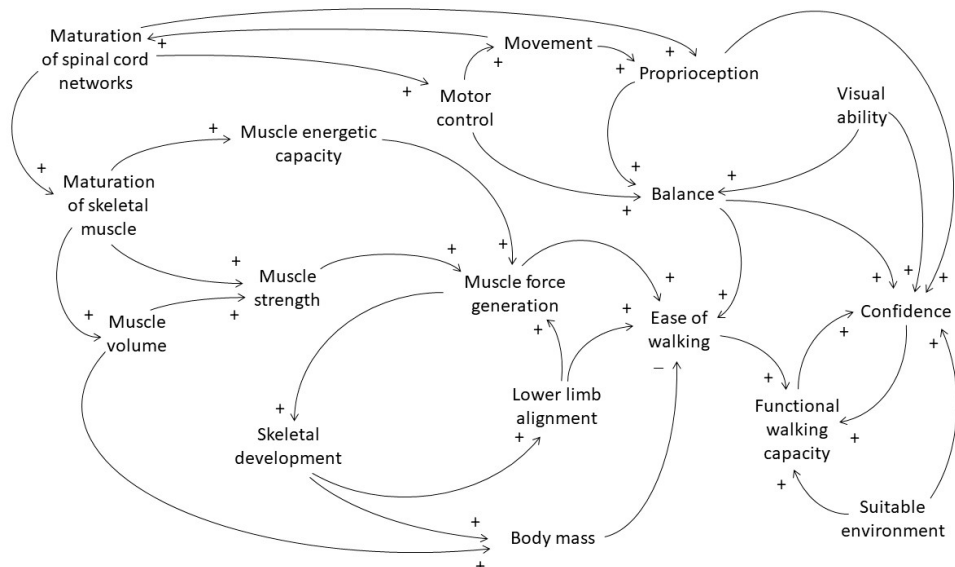 Maturation
of spinal cord
networks
+
Movement
+
+
+
Proprioception
+
Motor
control
Visual
ability
+
Muscle energetic
capacity
+
Maturation
of skeletal
muscle
+
+
Balance
+
+
+
Muscle
strength
+
+
+
Muscle force
generation
+
+
+
Muscle
volume
+
+
+
Ease of
walking
–
+
+
+
Confidence
+
+
Lower limb
alignment
+
+
Functional
walking
capacity
+
+
+
Skeletal
development
Suitable
environment
+
Body mass
+